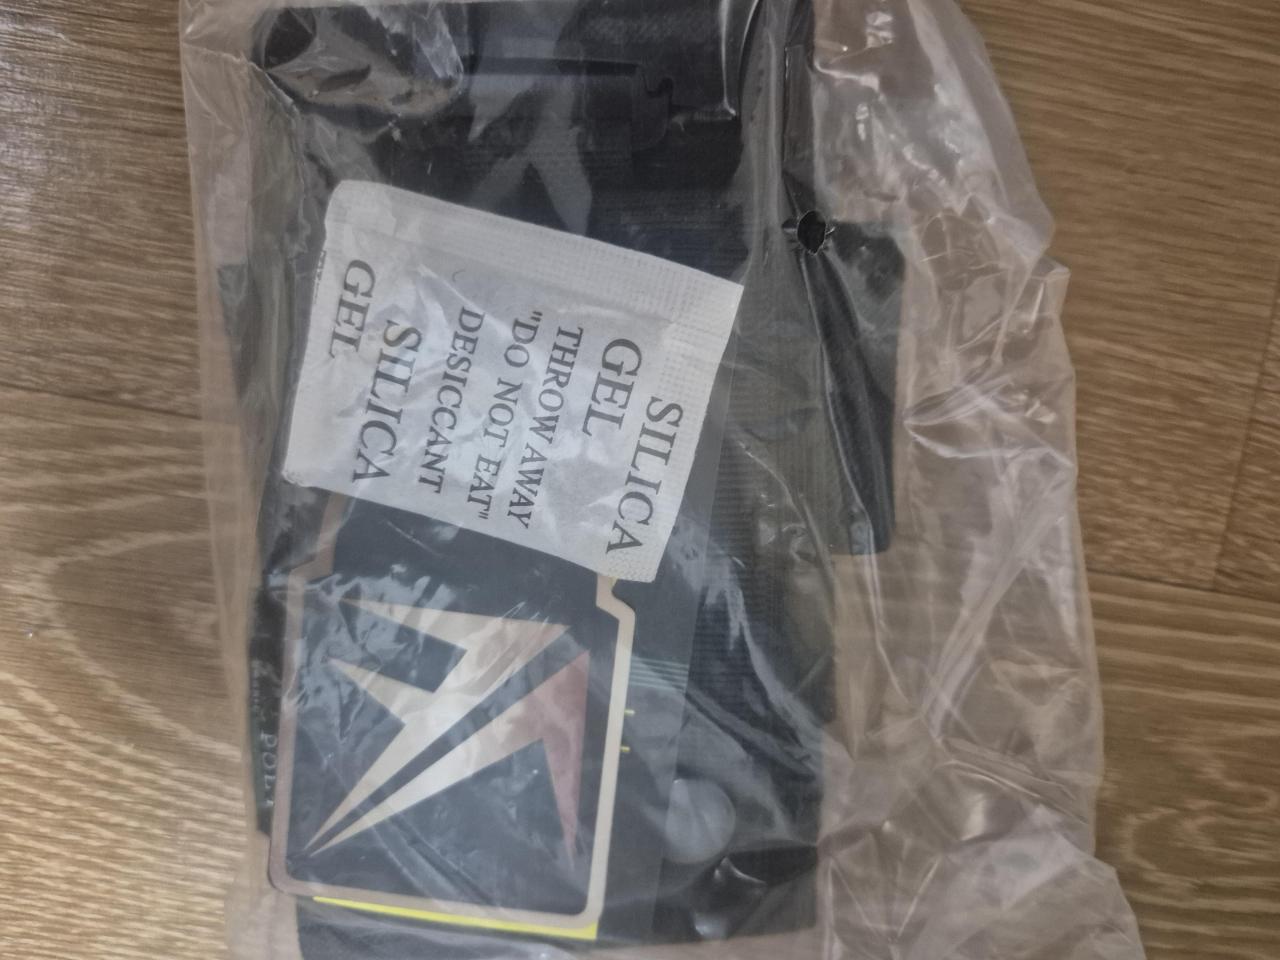 SILICA
GEL
THROW AWAY
"DO NOT EAT"
DESICCANT
SILICA
GEL